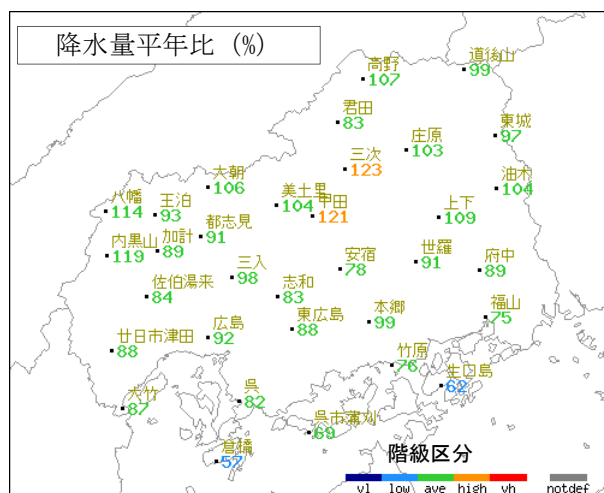 降水量平年比 (%)
道後山
99
高野
107
君田
83
庄原
103
東城
97
三次
123
油木
104
大朝
106
美土里
104
甲田
121
上下
109
八幡
114
王泊
93
都志見
91
内黒山
119
加計
89
三入
98
安宿
78
世羅
91
府中
89
佐伯湯来
84
志和
83
東広島
88
本郷
99
福山
75
廿日市津田
88
広島
92
竹原
76
生口島
62
大竹
87
呉
82
呉市蒲刈
69
倉橋
57
階級区分
vl low ave high vh notdef